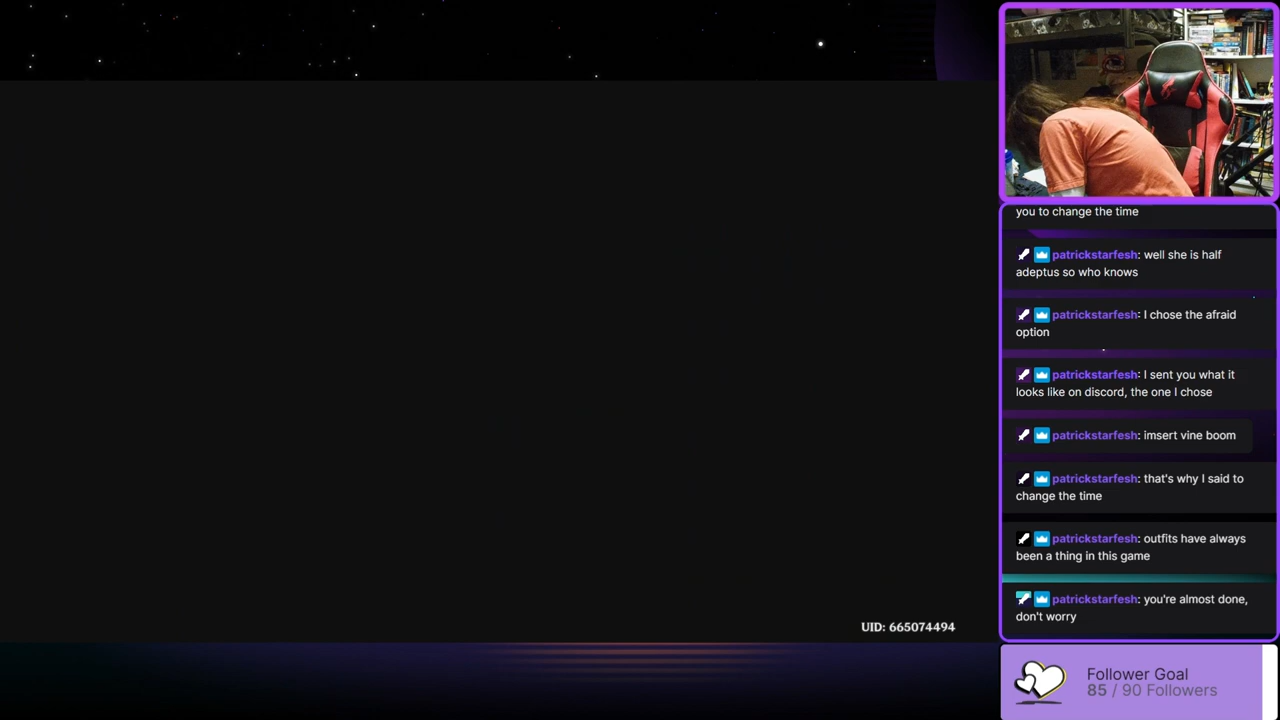 you to change the time
patrickstarfesh: well she is half
adeptus so who knows
patrickstarfesh: I chose the afraid
option
patrickstarfesh: I sent you what it
looks like on discord, the one I chose
patrickstarfesh: imsert vine boom
patrickstarfesh: that's why I said to
change the time
patrickstarfesh: outfits have always
been a thing in this game
patrickstarfesh: you're almost done,
don't worry
UID: 665074494
Follower Goal
85 / 90 Followers